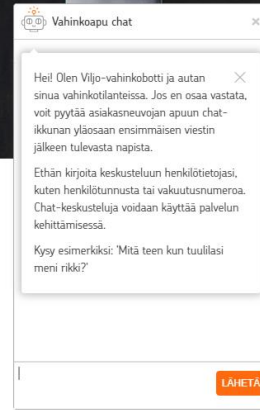 Vahinkoapu chat
Hei! Olen Viljo-vahinkobotti ja autan
sinua vahinkotilanteissa. Jos en osaa vastata,
voit pyytää asiakasneuvojan apuun chat-
ikkunan yläosaan ensimmäisen viestin
jälkeen tulevasta napista.
Ethän kirjoita keskusteluun henkilötietojasi,
kuten henkilötunnusta tai vakuutusnumeroa.
Chat-keskusteluja voidaan käyttää palvelun
kehittämisessä.
Kysy esimerkiksi: 'Mitä teen kun tuulilasi
meni rikki?'
LÄHETÄ